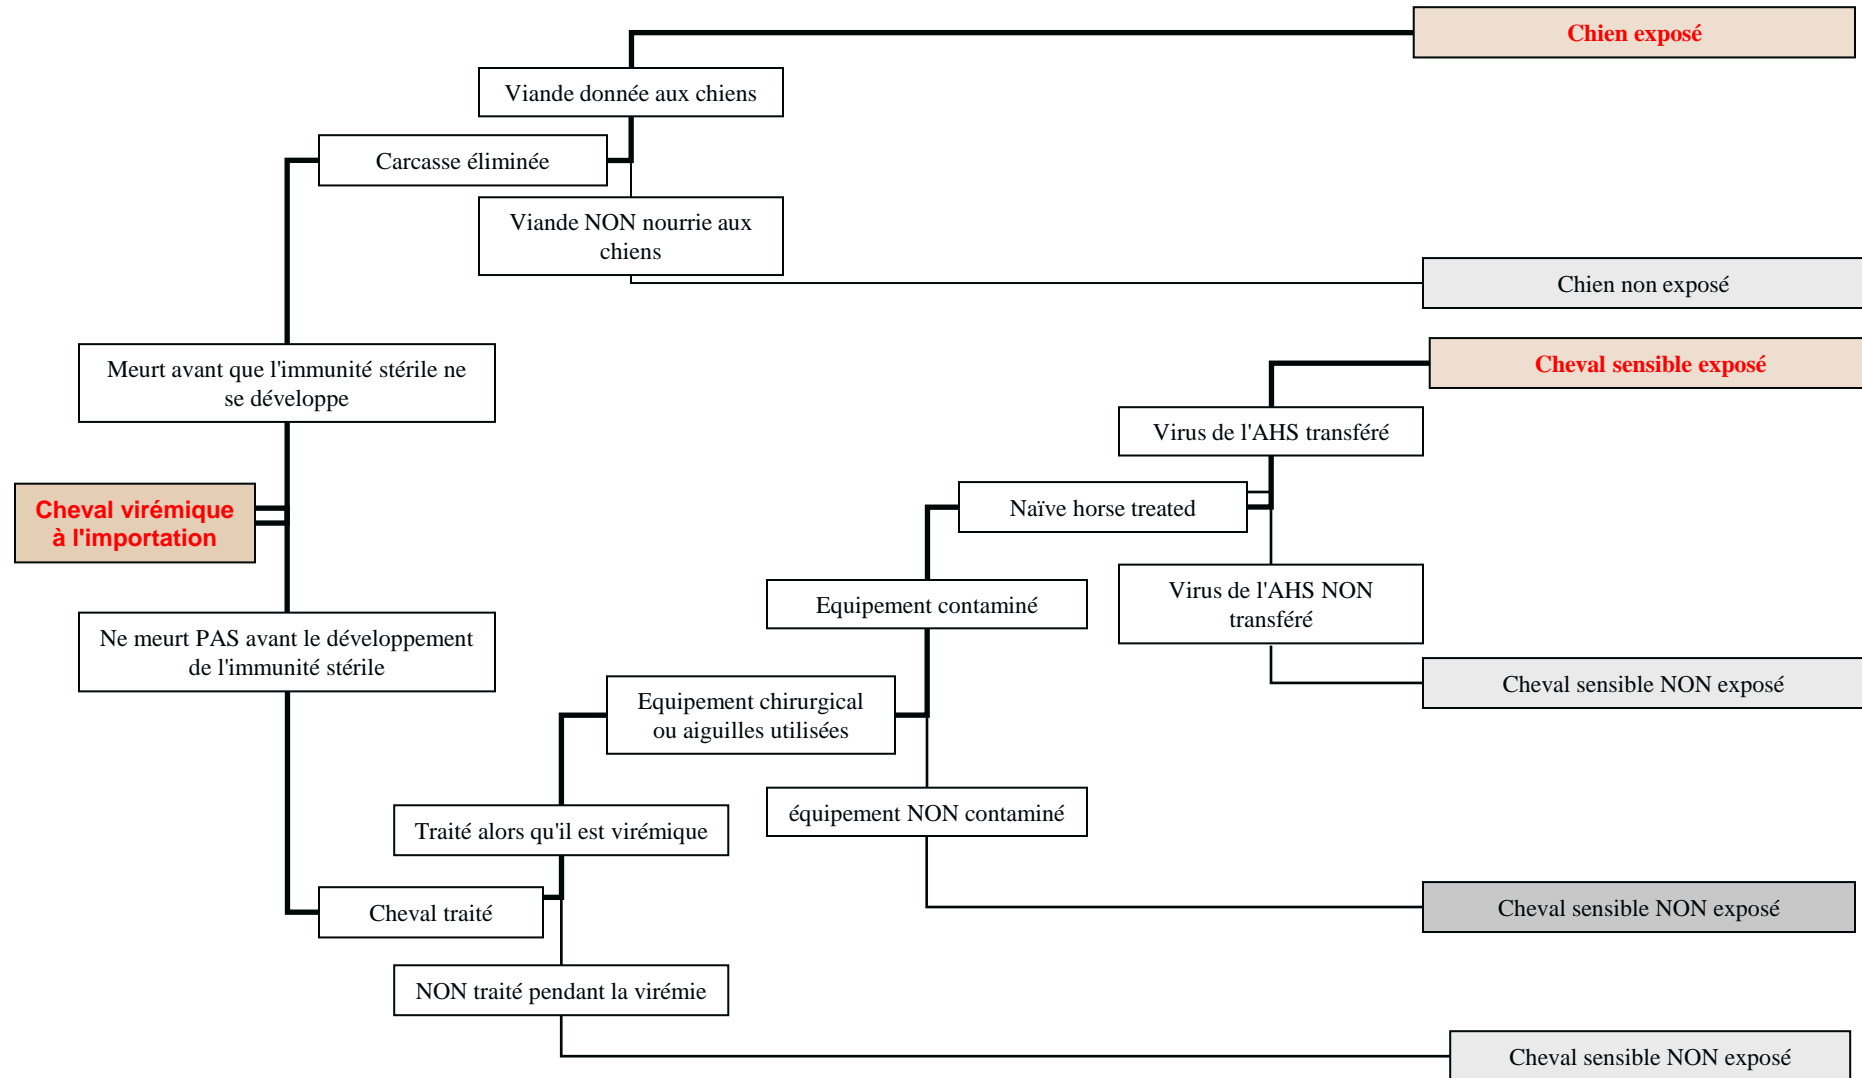 Chien exposé
Viande donnée aux chiens
Carcasse éliminée
Viande NON nourrie aux
chiens
Chien non exposé
Meurt avant que l'immunité stérile ne
se développe
Cheval sensible exposé
Virus de l'AHS transféré
Cheval virémique
à l'importation
Naïve horse treated
Ne meurt PAS avant le développement
de l'immunité stérile
Equipement contaminé
Virus de l'AHS NON
transféré
Cheval sensible NON exposé
Equipement chirurgical
ou aiguilles utilisées
équipement NON contaminé
Traité alors qu'il est virémique
Cheval traité
Cheval sensible NON exposé
NON traité pendant la virémie
Cheval sensible NON exposé